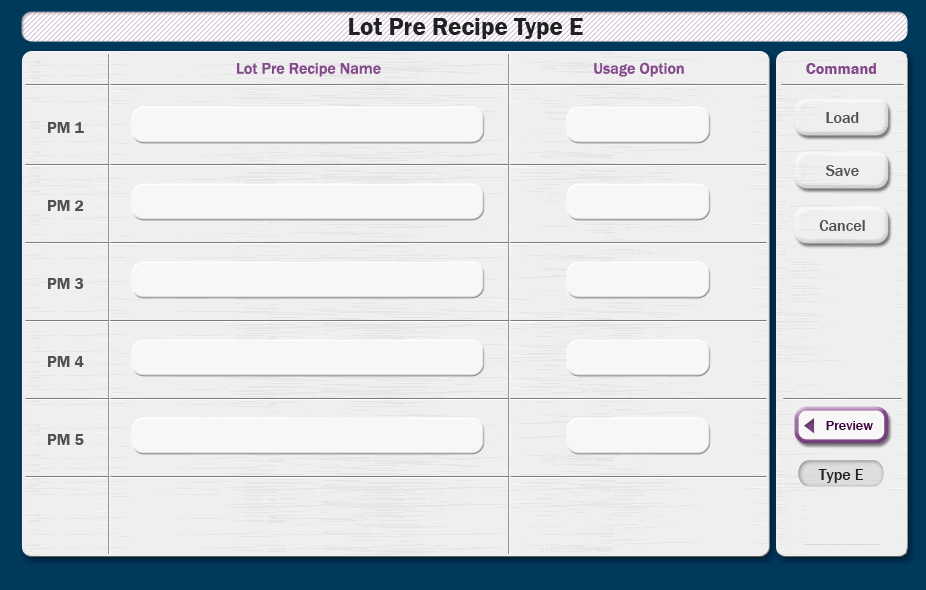 Lot Pre Recipe Type E
Lot Pre Recipe Name
Usage Option
Command
PM 1
Load
Save
PM 2
Cancel
PM 3
PM 4
PM 5
Preview
Type E